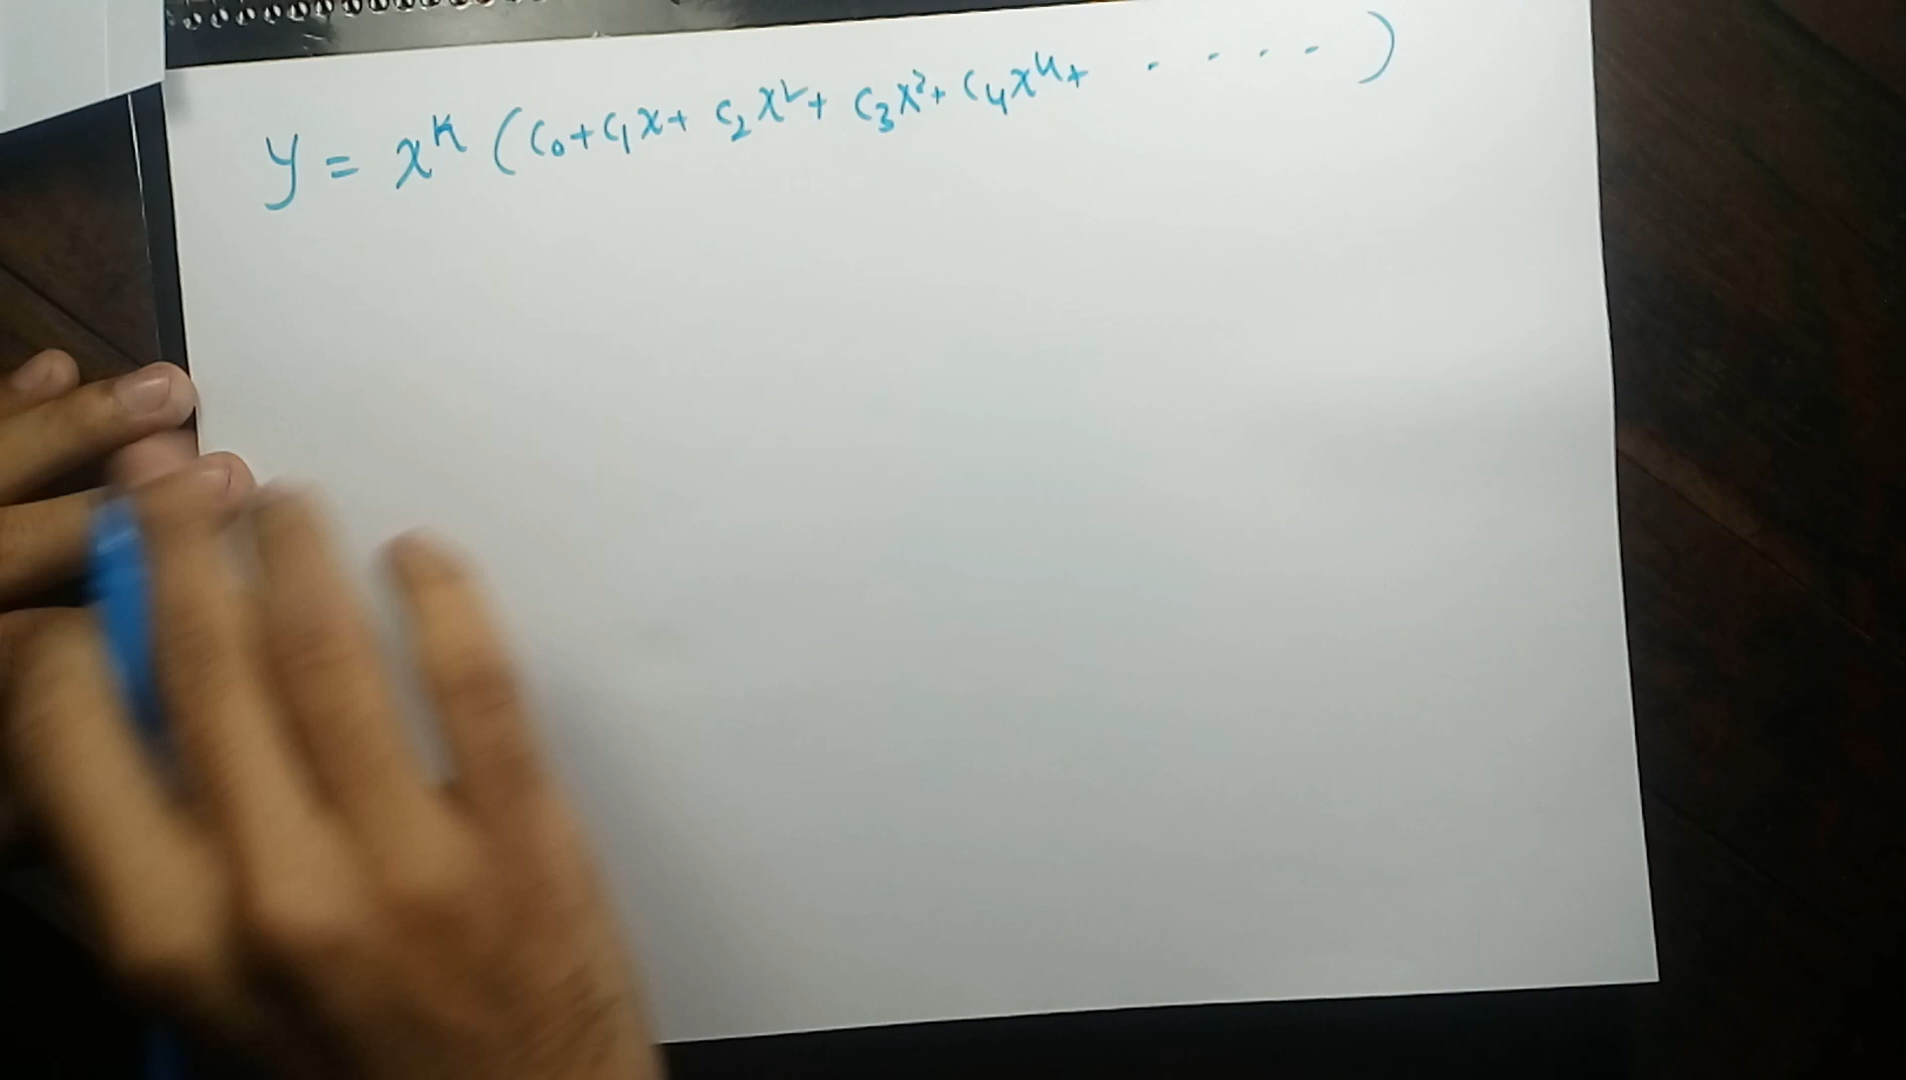 y = x^k (c₀+c₁x+ c₂x²+ c₃x³+ c₄x⁴+ . . . . . )